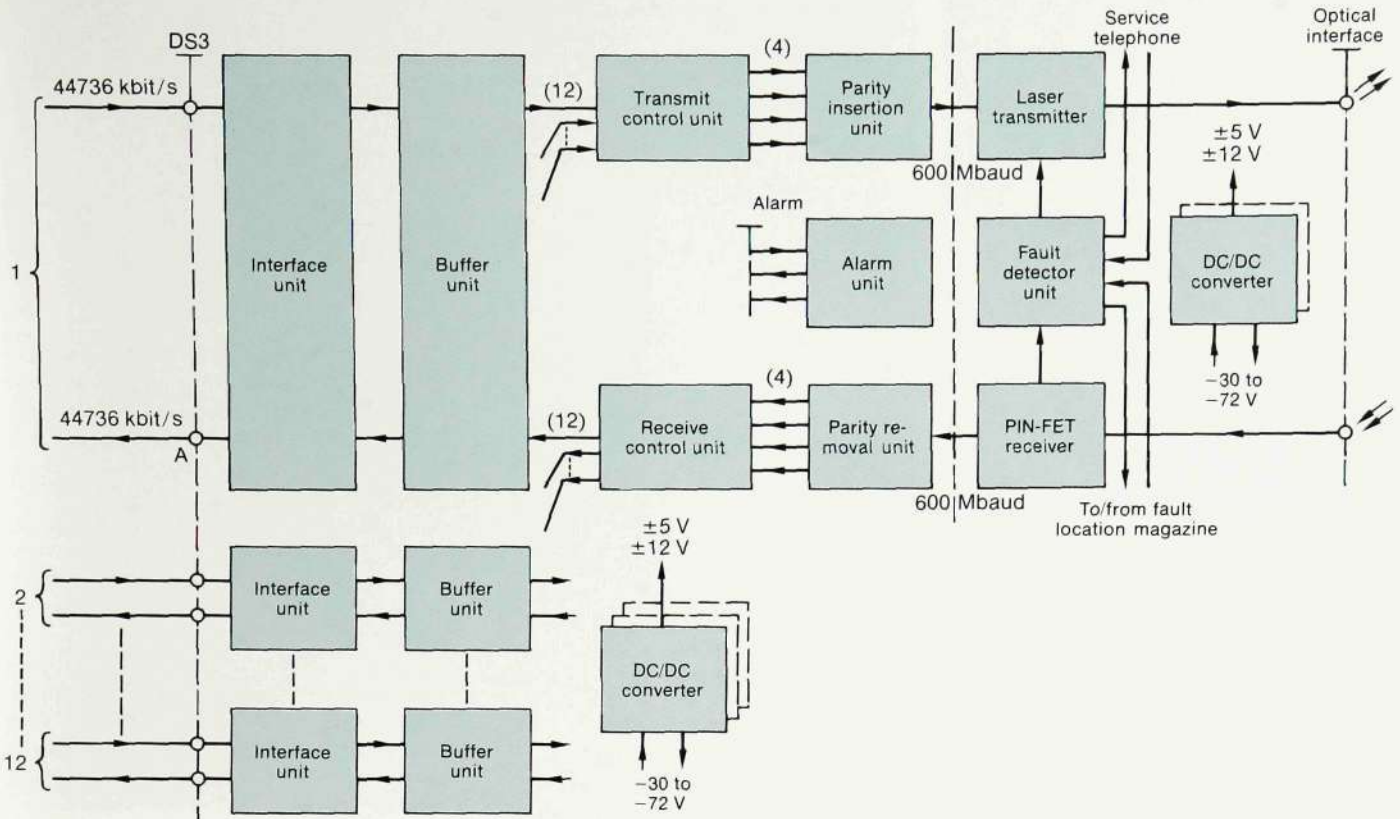 DS3
44736 kbit/s
1
Interface
unit
Buffer
unit
(12)
Transmit
control unit
(4)
Parity
insertion
unit
600 Mbaud
Laser
transmitter
Service
telephone
Optical
interface
Alarm
Alarm
unit
Fault
detector
unit
±5 V
±12 V
DC/DC
converter
−30 to
−72 V
44736 kbit/s
A
(12)
Receive
control unit
(4)
Parity re-
moval unit
600 Mbaud
PIN-FET
receiver
To/from fault
location magazine
2
Interface
unit
Buffer
unit
±5 V
±12 V
DC/DC
converter
−30 to
−72 V
12
Interface
unit
Buffer
unit